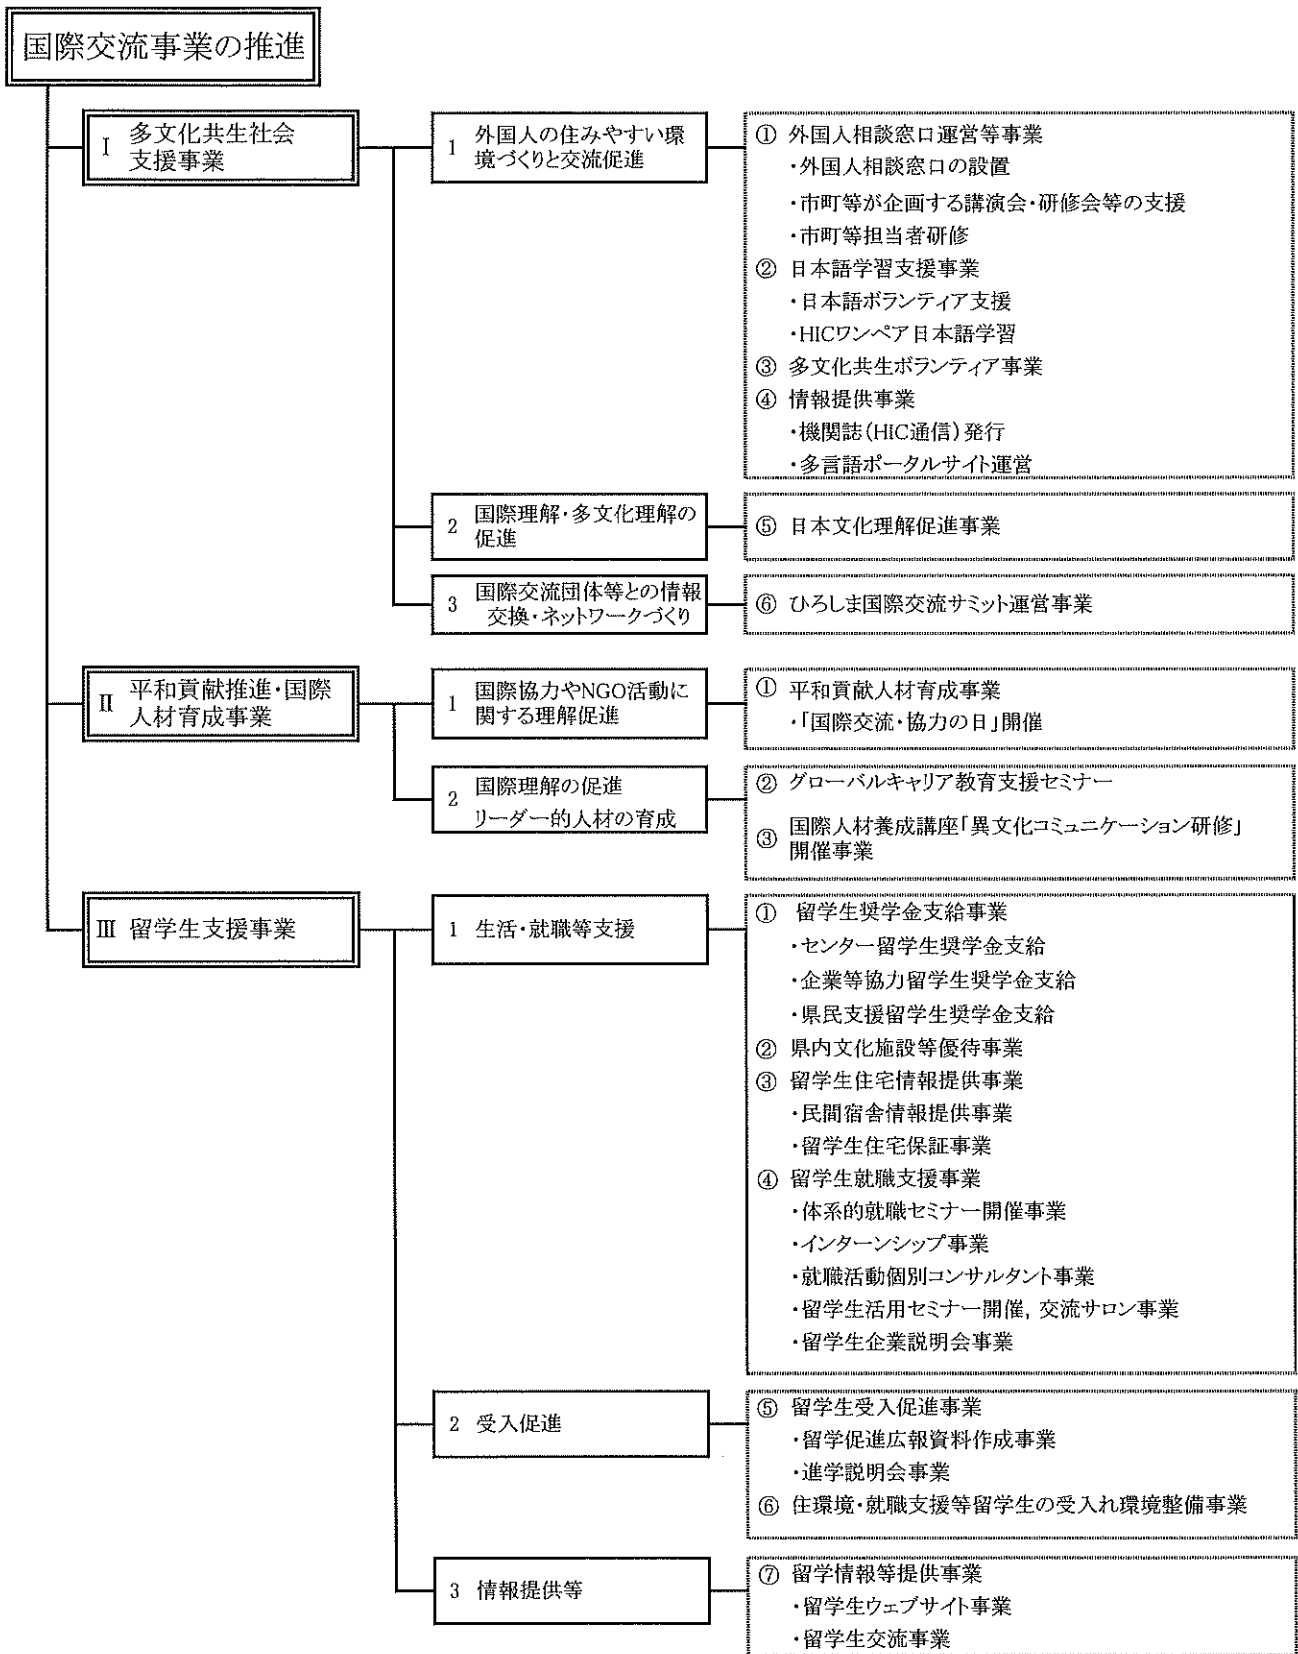 国際交流事業の推進
Ⅰ 多文化共生社会
支援事業
1 外国人の住みやすい環
境づくりと交流促進
① 外国人相談窓口運営等事業
・外国人相談窓口の設置
・市町等が企画する講演会・研修会等の支援
・市町等担当者研修
② 日本語学習支援事業
・日本語ボランティア支援
・HICワンペア日本語学習
③ 多文化共生ボランティア事業
④ 情報提供事業
・機関誌(HIC通信)発行
・多言語ポータルサイト運営
2 国際理解・多文化理解の
促進
⑤ 日本文化理解促進事業
3 国際交流団体等との情報
交換・ネットワークづくり
⑥ ひろしま国際交流サミット運営事業
Ⅱ 平和貢献推進・国際
人材育成事業
1 国際協力やNGO活動に
関する理解促進
① 平和貢献人材育成事業
・「国際交流・協力の日」開催
2 国際理解の促進
リーダー的人材の育成
② グローバルキャリア教育支援セミナー
③ 国際人材養成講座「異文化コミュニケーション研修」
開催事業
Ⅲ 留学生支援事業
1 生活・就職等支援
① 留学生奨学金支給事業
・センター留学生奨学金支給
・企業等協力留学生奨学金支給
・県民支援留学生奨学金支給
② 県内文化施設等優待事業
③ 留学生住宅情報提供事業
・民間宿舎情報提供事業
・留学生住宅保証事業
④ 留学生就職支援事業
・体系的就職セミナー開催事業
・インターンシップ事業
・就職活動個別コンサルタント事業
・留学生活用セミナー開催, 交流サロン事業
・留学生企業説明会事業
2 受入促進
⑤ 留学生受入促進事業
・留学促進広報資料作成事業
・進学説明会事業
⑥ 住環境・就職支援等留学生の受入れ環境整備事業
3 情報提供等
⑦ 留学情報等提供事業
・留学生ウェブサイト事業
・留学生交流事業